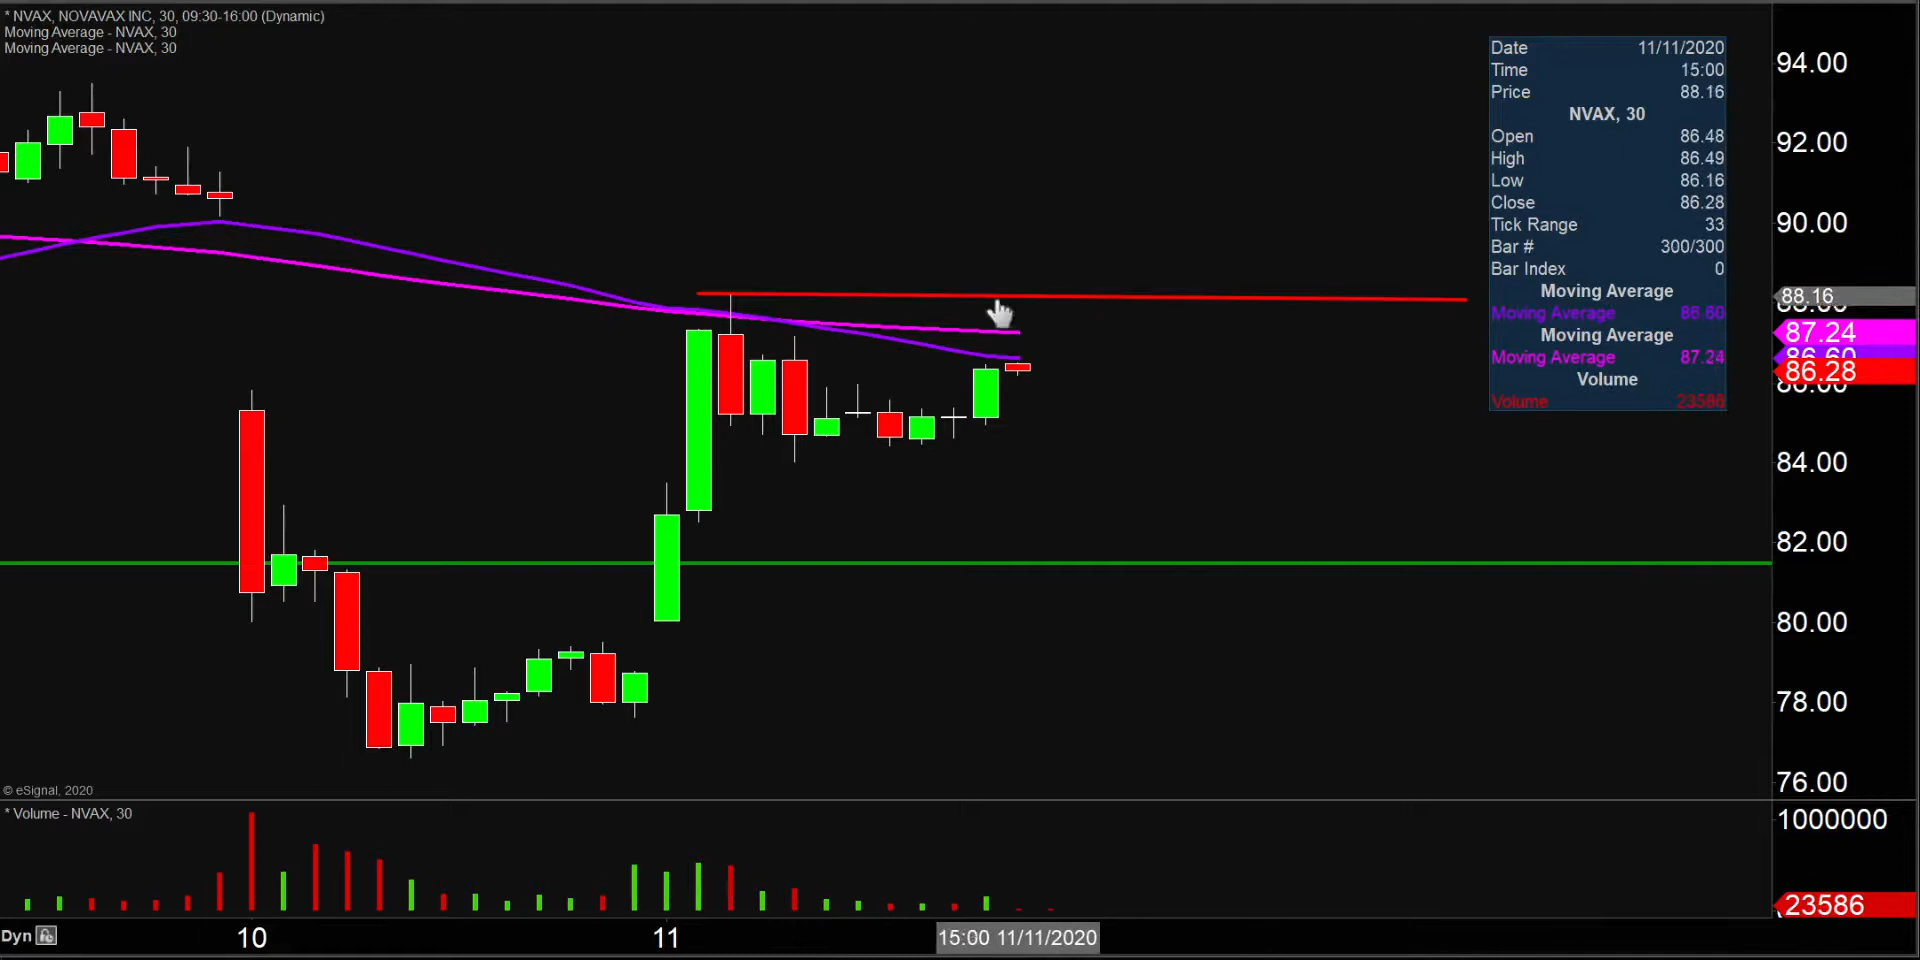 * NVAX, NOVAVAX INC, 30, 09:30-16:00 (Dynamic)
Moving Average - NVAX, 30
Moving Average - NVAX, 30
Date 11/11/2020
Time 15:00
Price 88.16
NVAX, 30
Open 86.48
High 86.49
Low 86.16
Close 86.28
Tick Range 33
Bar # 300/300
Bar Index 0
Moving Average
Moving Average 86.60
Moving Average
Moving Average 87.24
Volume
Volume 23586
94.00
92.00
90.00
88.16
87.24
86.60
86.28
84.00
82.00
80.00
78.00
76.00
© eSignal, 2020
* Volume - NVAX, 30
1000000
23586
Dyn
10
11
15:00 11/11/2020